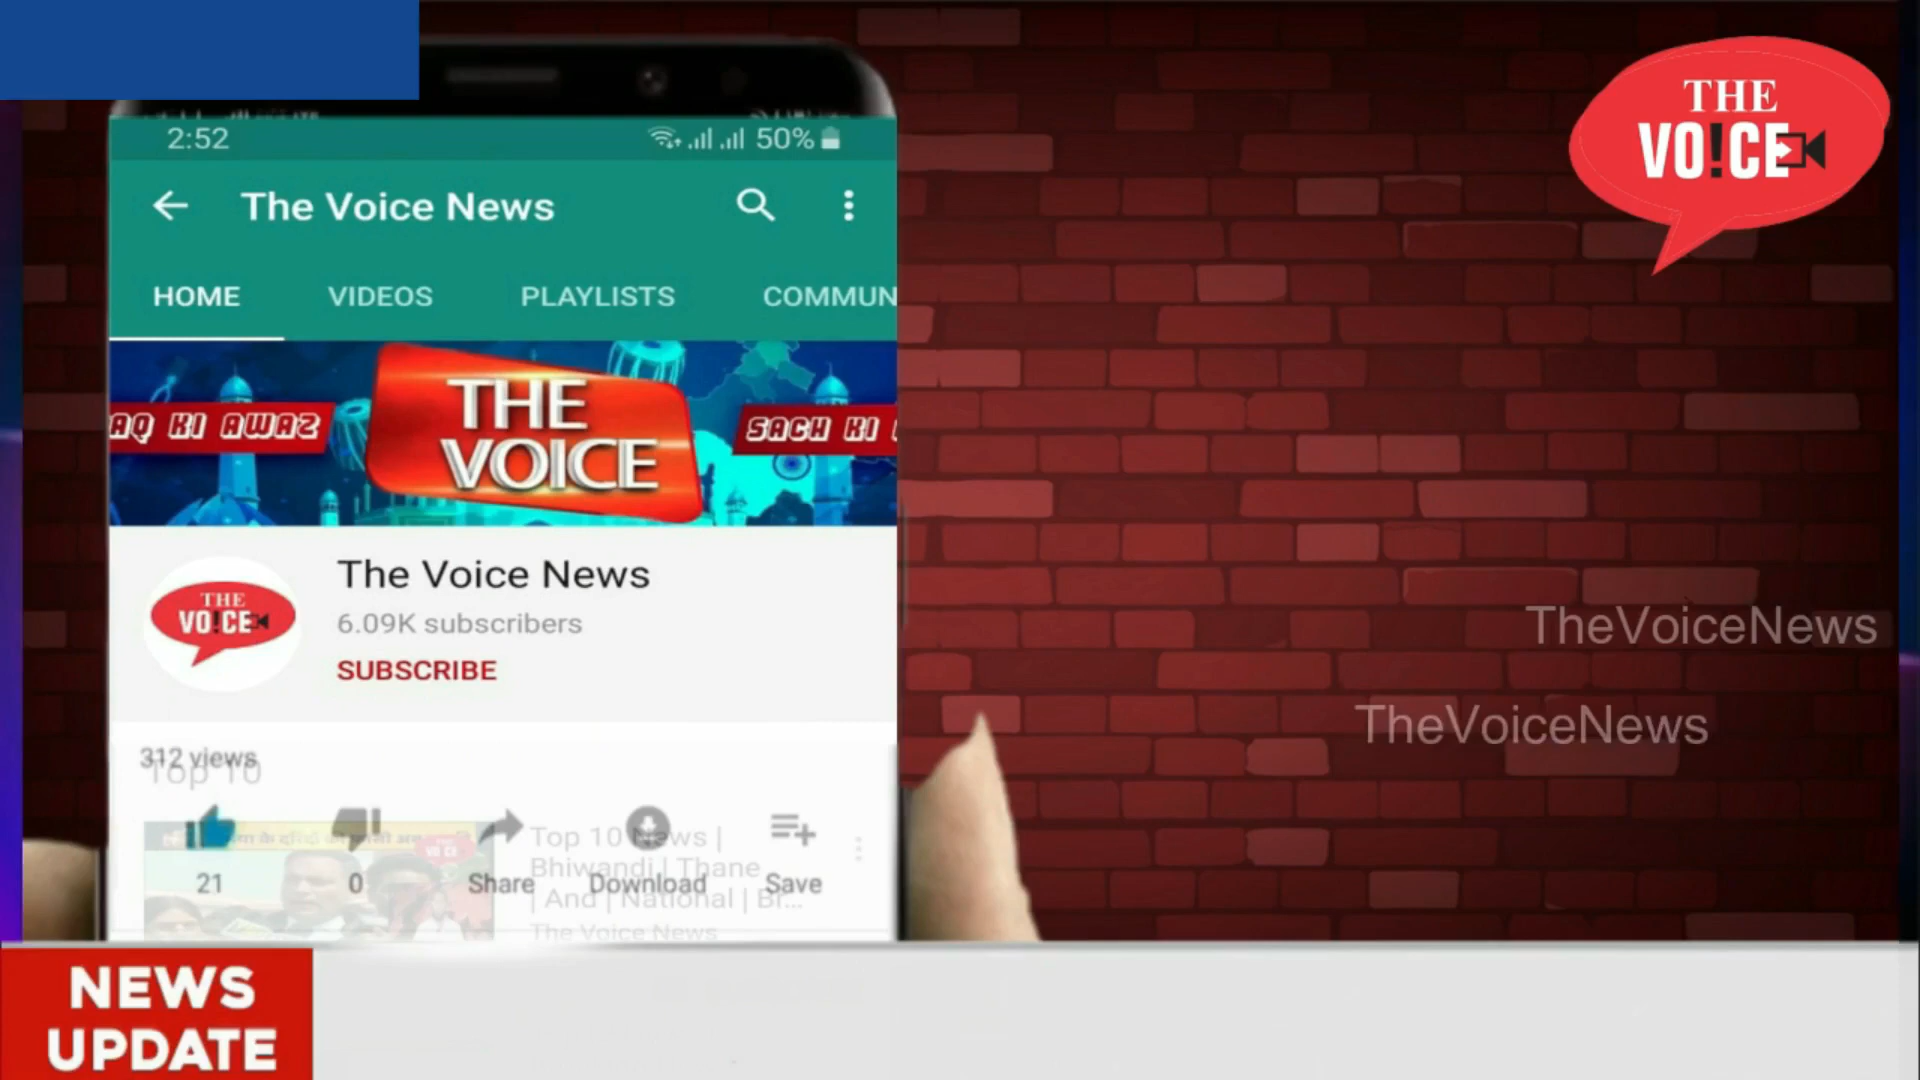 2:52
50%
The Voice News
HOME VIDEOS PLAYLISTS COMMUN
AQ KI AWAZ
THE
VOICE
SACH KI
The Voice News
6.09K subscribers
SUBSCRIBE
THE
VO!CE
312 views
Top 10
21 0 Share Download Save
Top 10 News |
Bhiwandi | Thane
| And | National | Br...
The Voice News
THE
VO!CE
TheVoiceNews
TheVoiceNews
NEWS
UPDATE